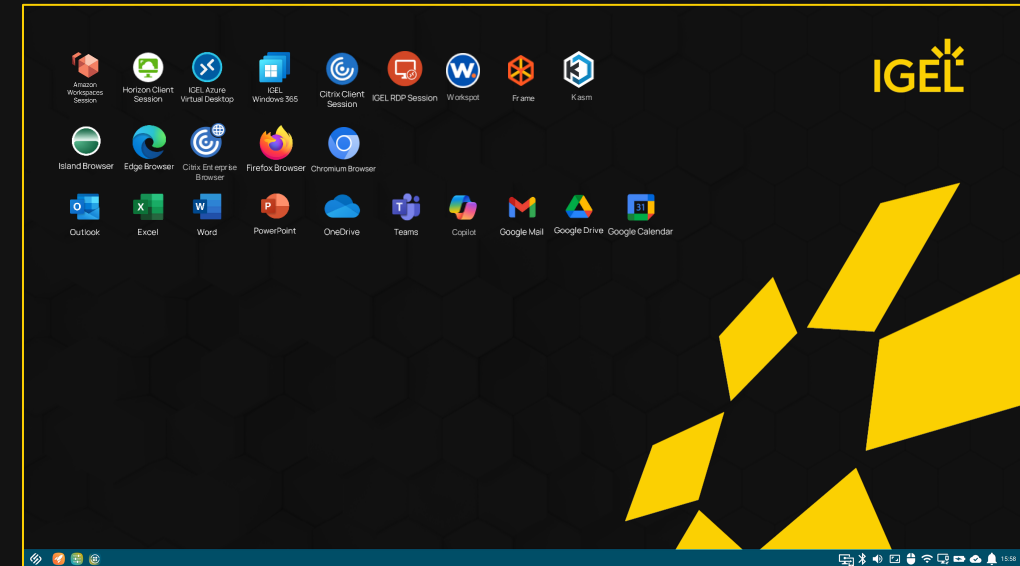 IGEL
Amazon
Workspaces
Session
Horizon Client
Session
IGEL Azure
Virtual Desktop
IGEL
Windows 365
Citrix Client
Session
IGEL RDP Session
Workspot
Frame
Kasm
Island Browser
Edge Browser
Citrix Enterprise
Browser
Firefox Browser
Chromium Browser
O
Outlook
X
Excel
W
Word
P
PowerPoint
OneDrive
T
Teams
Copilot
Google Mail
Google Drive
31
Google Calendar
15:58